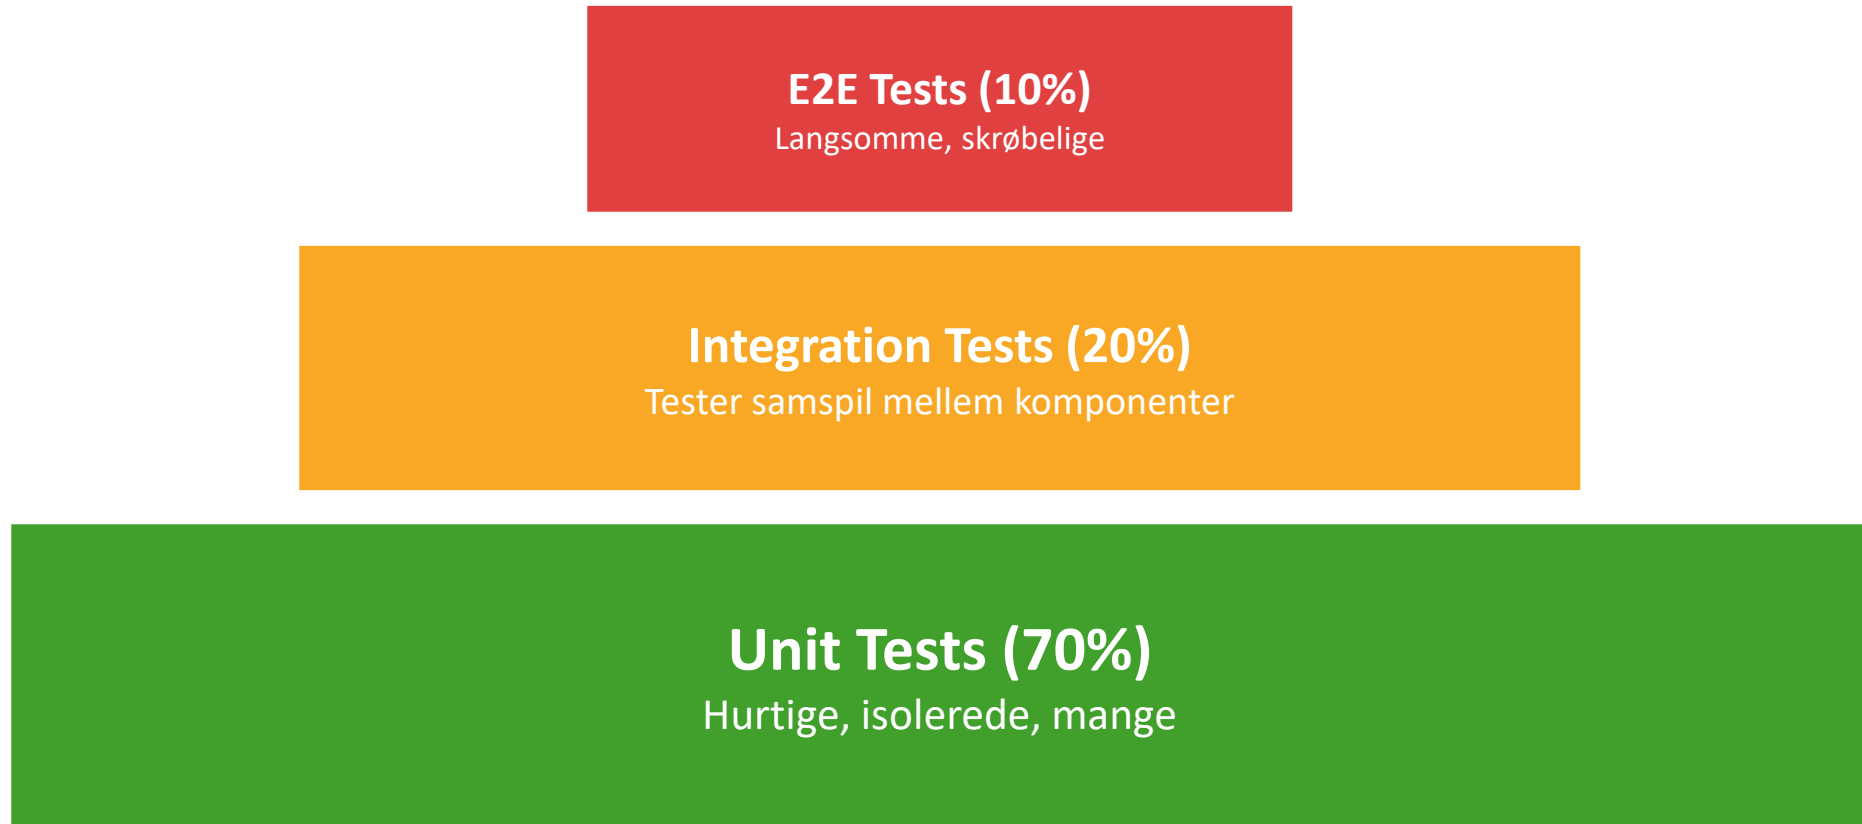 E2E Tests (10%)
Langsomme, skrøbelige
Integration Tests (20%)
Tester samspil mellem komponenter
Unit Tests (70%)
Hurtige, isolerede, mange